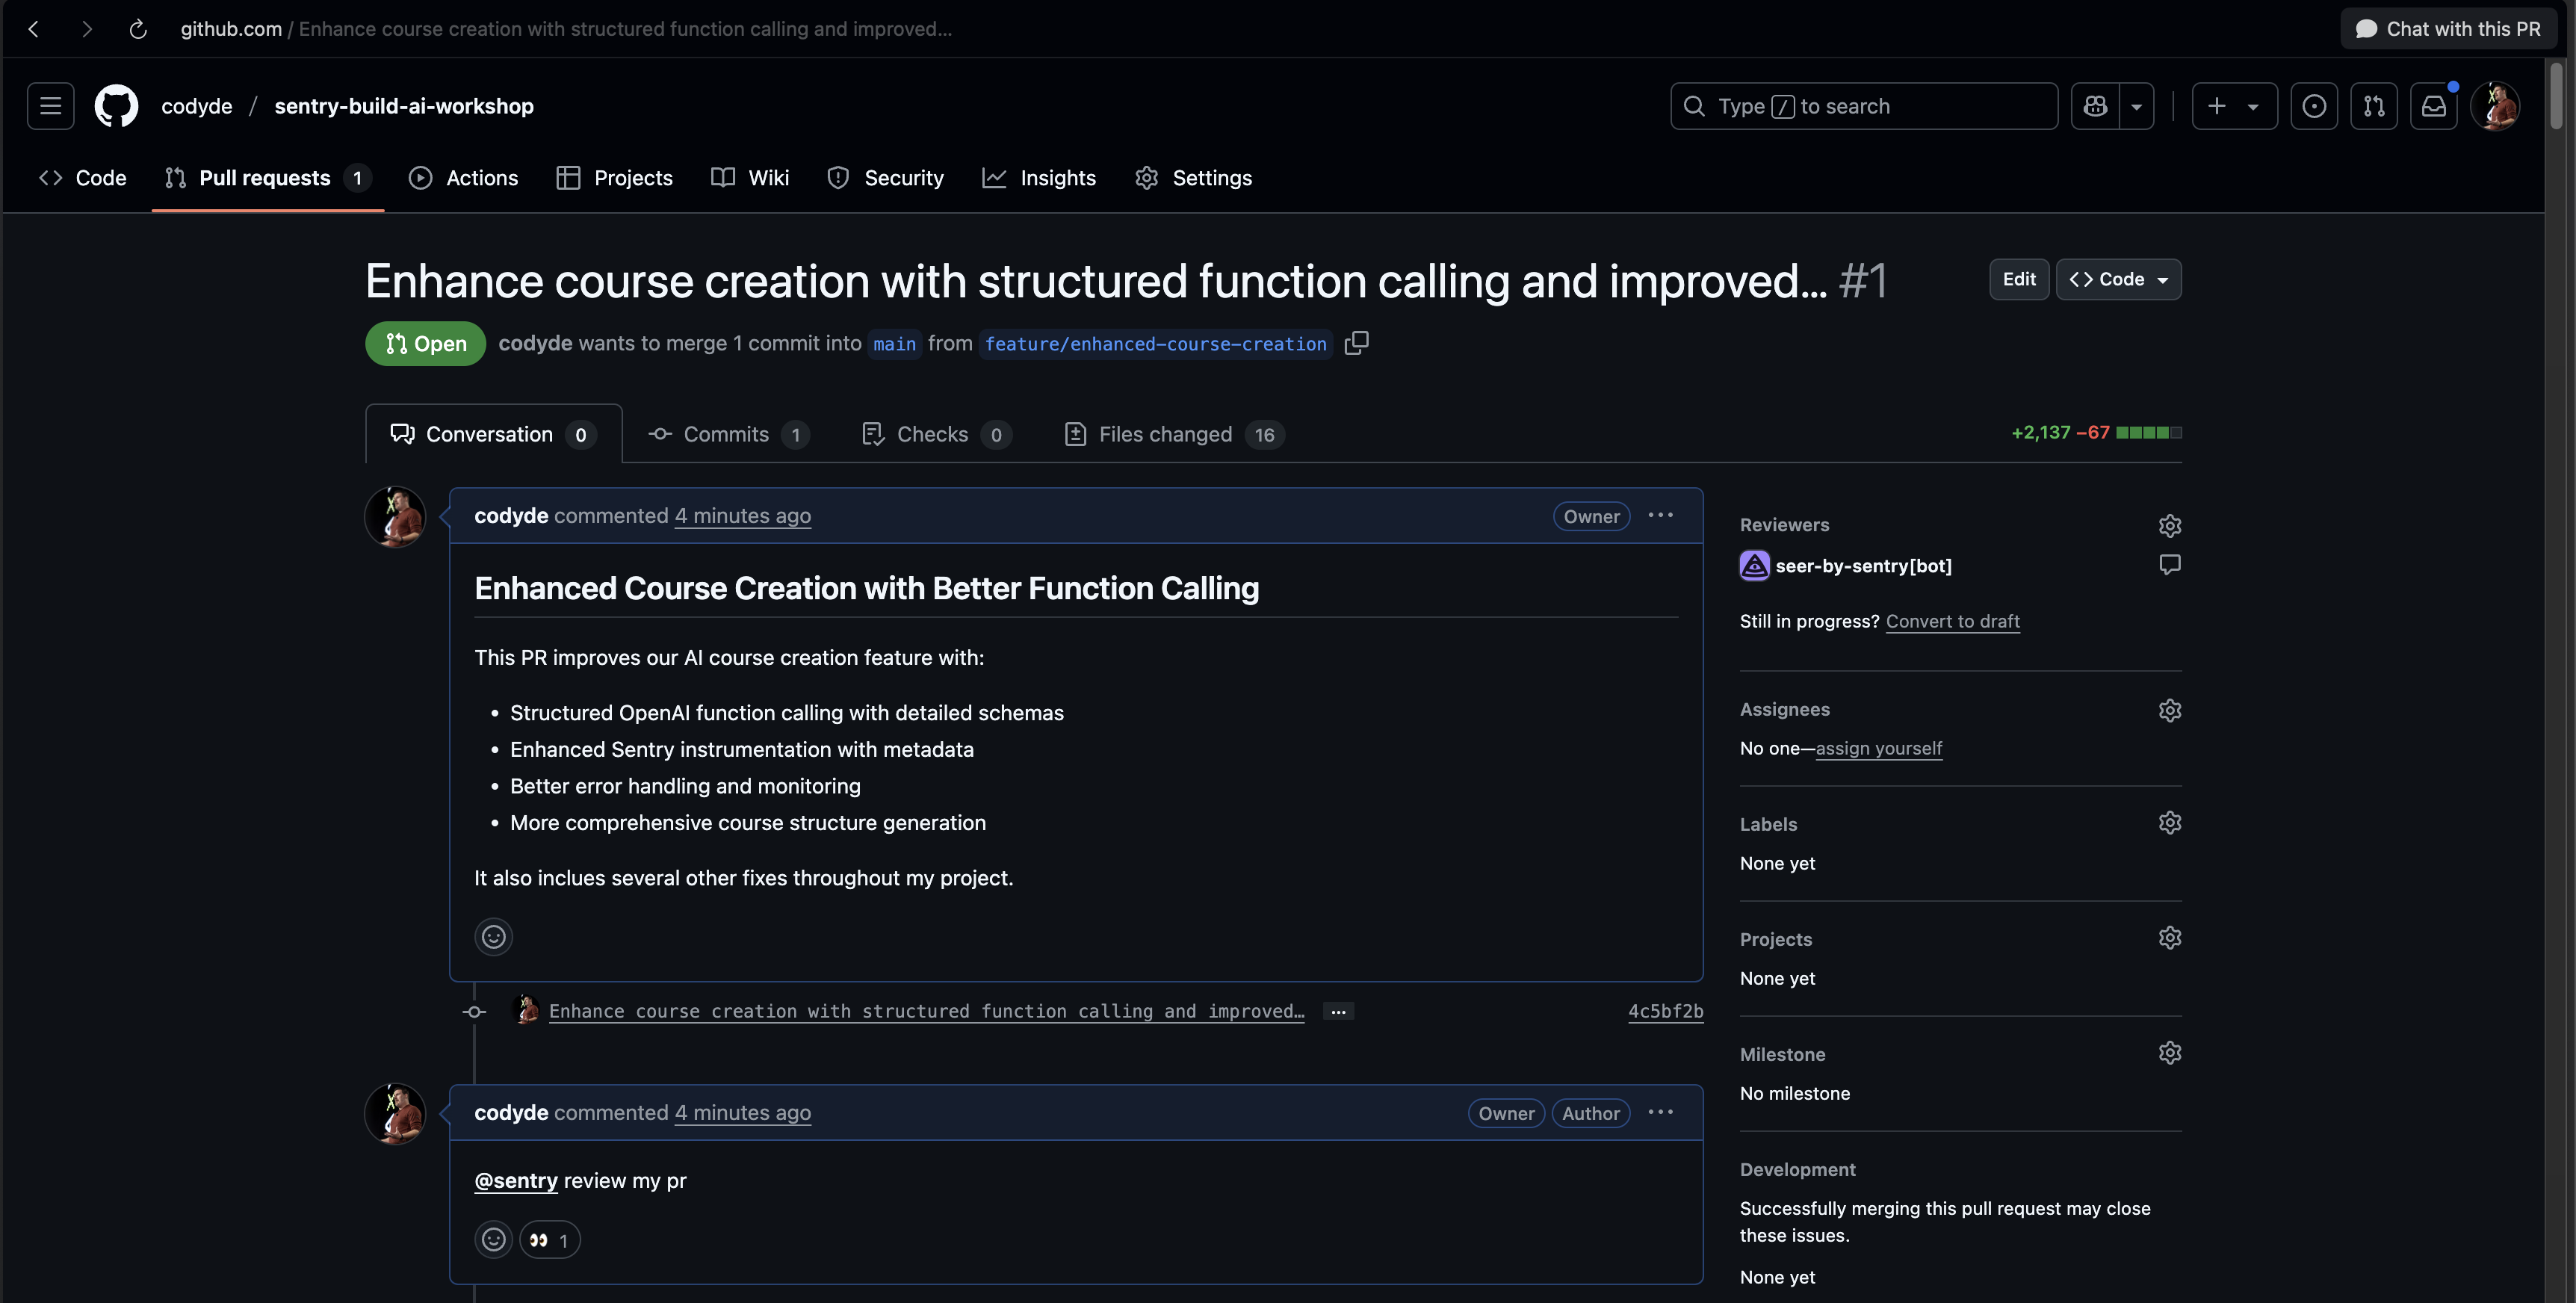 github.com / Enhance course creation with structured function calling and improved...
Chat with this PR
codyde / sentry-build-ai-workshop
Type / to search
Code
Pull requests 1
Actions
Projects
Wiki
Security
Insights
Settings
Enhance course creation with structured function calling and improved... #1
Edit
Code
Open
codyde wants to merge 1 commit into main from feature/enhanced-course-creation
Conversation 0
Commits 1
Checks 0
Files changed 16
+2,137 −67
codyde commented 4 minutes ago
Owner
Enhanced Course Creation with Better Function Calling
This PR improves our AI course creation feature with:
• Structured OpenAI function calling with detailed schemas
• Enhanced Sentry instrumentation with metadata
• Better error handling and monitoring
• More comprehensive course structure generation
It also inclues several other fixes throughout my project.
Enhance course creation with structured function calling and improved…
...
4c5bf2b
codyde commented 4 minutes ago
Owner
Author
@sentry review my pr
1
Reviewers
seer-by-sentry[bot]
Still in progress? Convert to draft
Assignees
No one—assign yourself
Labels
None yet
Projects
None yet
Milestone
No milestone
Development
Successfully merging this pull request may close
these issues.
None yet